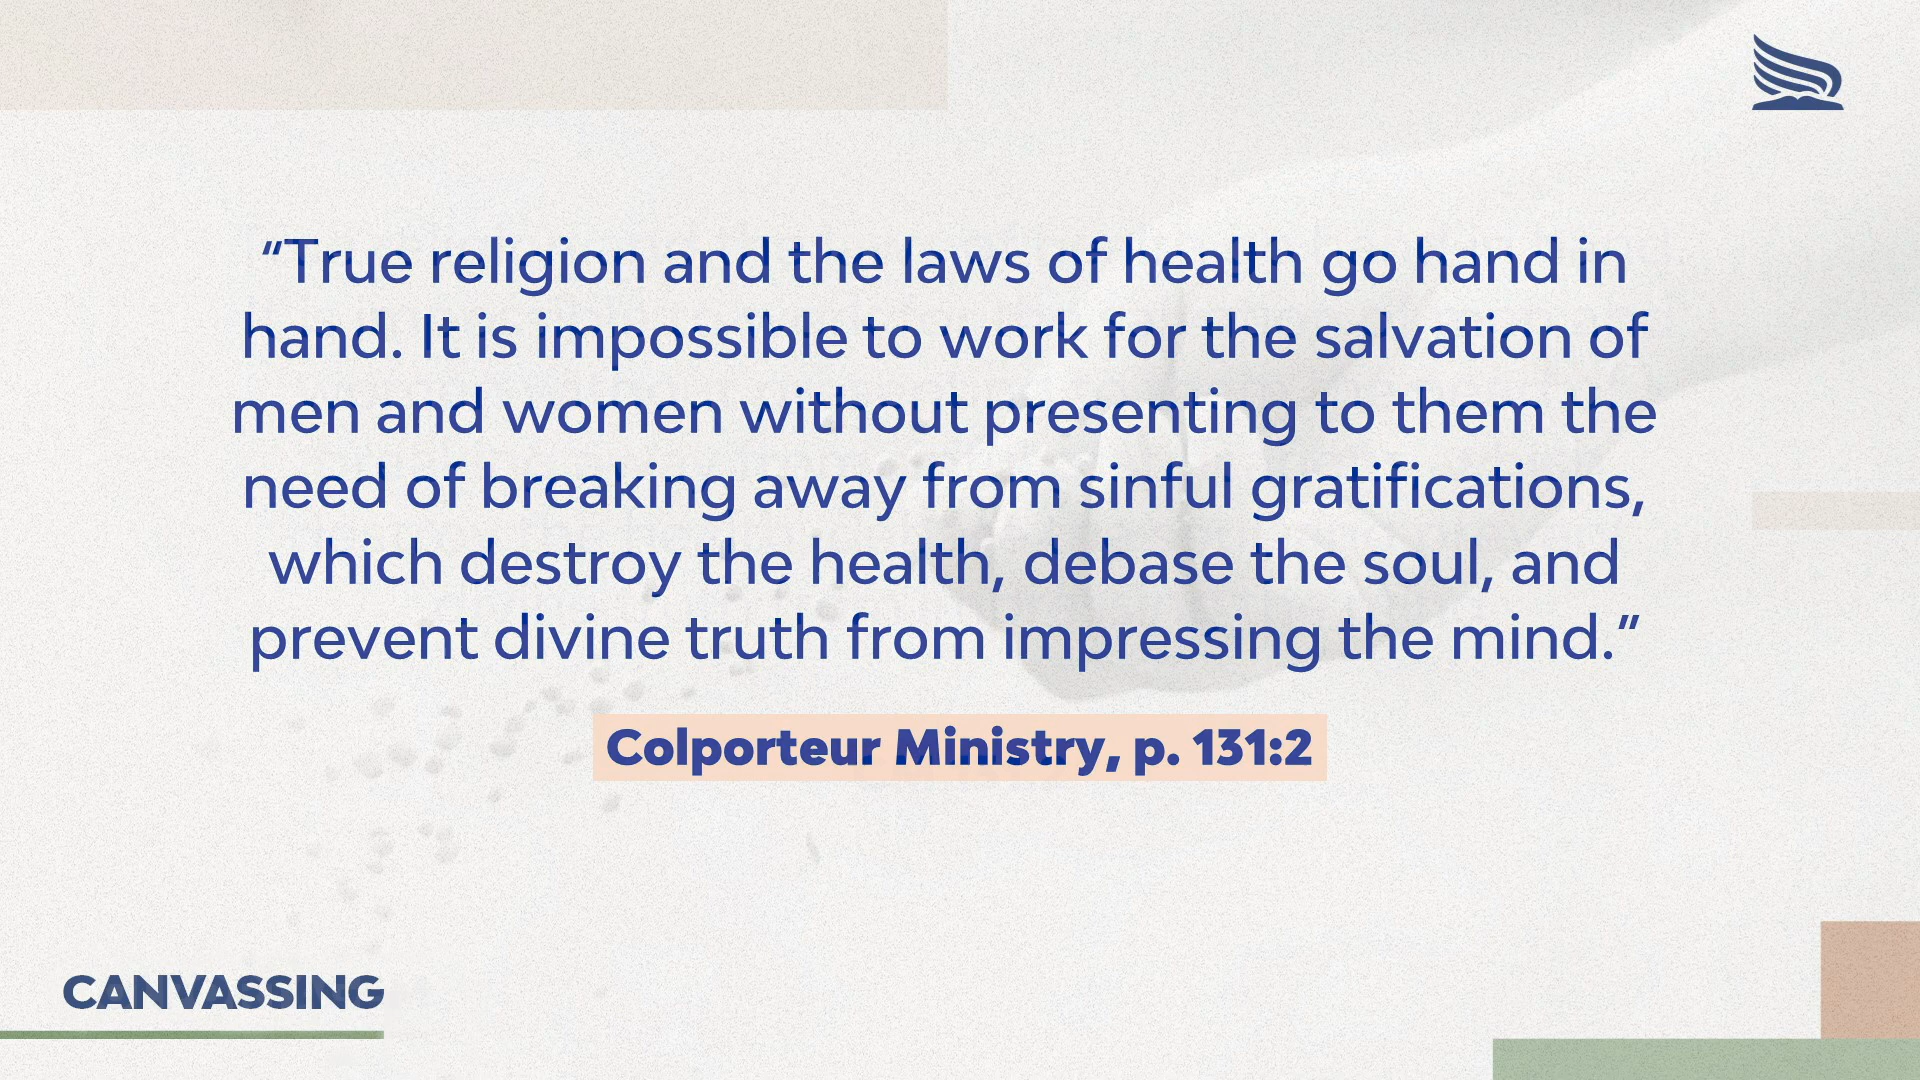 “True religion and the laws of health go hand in
hand. It is impossible to work for the salvation of
men and women without presenting to them the
need of breaking away from sinful gratifications,
which destroy the health, debase the soul, and
prevent divine truth from impressing the mind.”
Colporteur Ministry, p. 131:2
CANVASSING